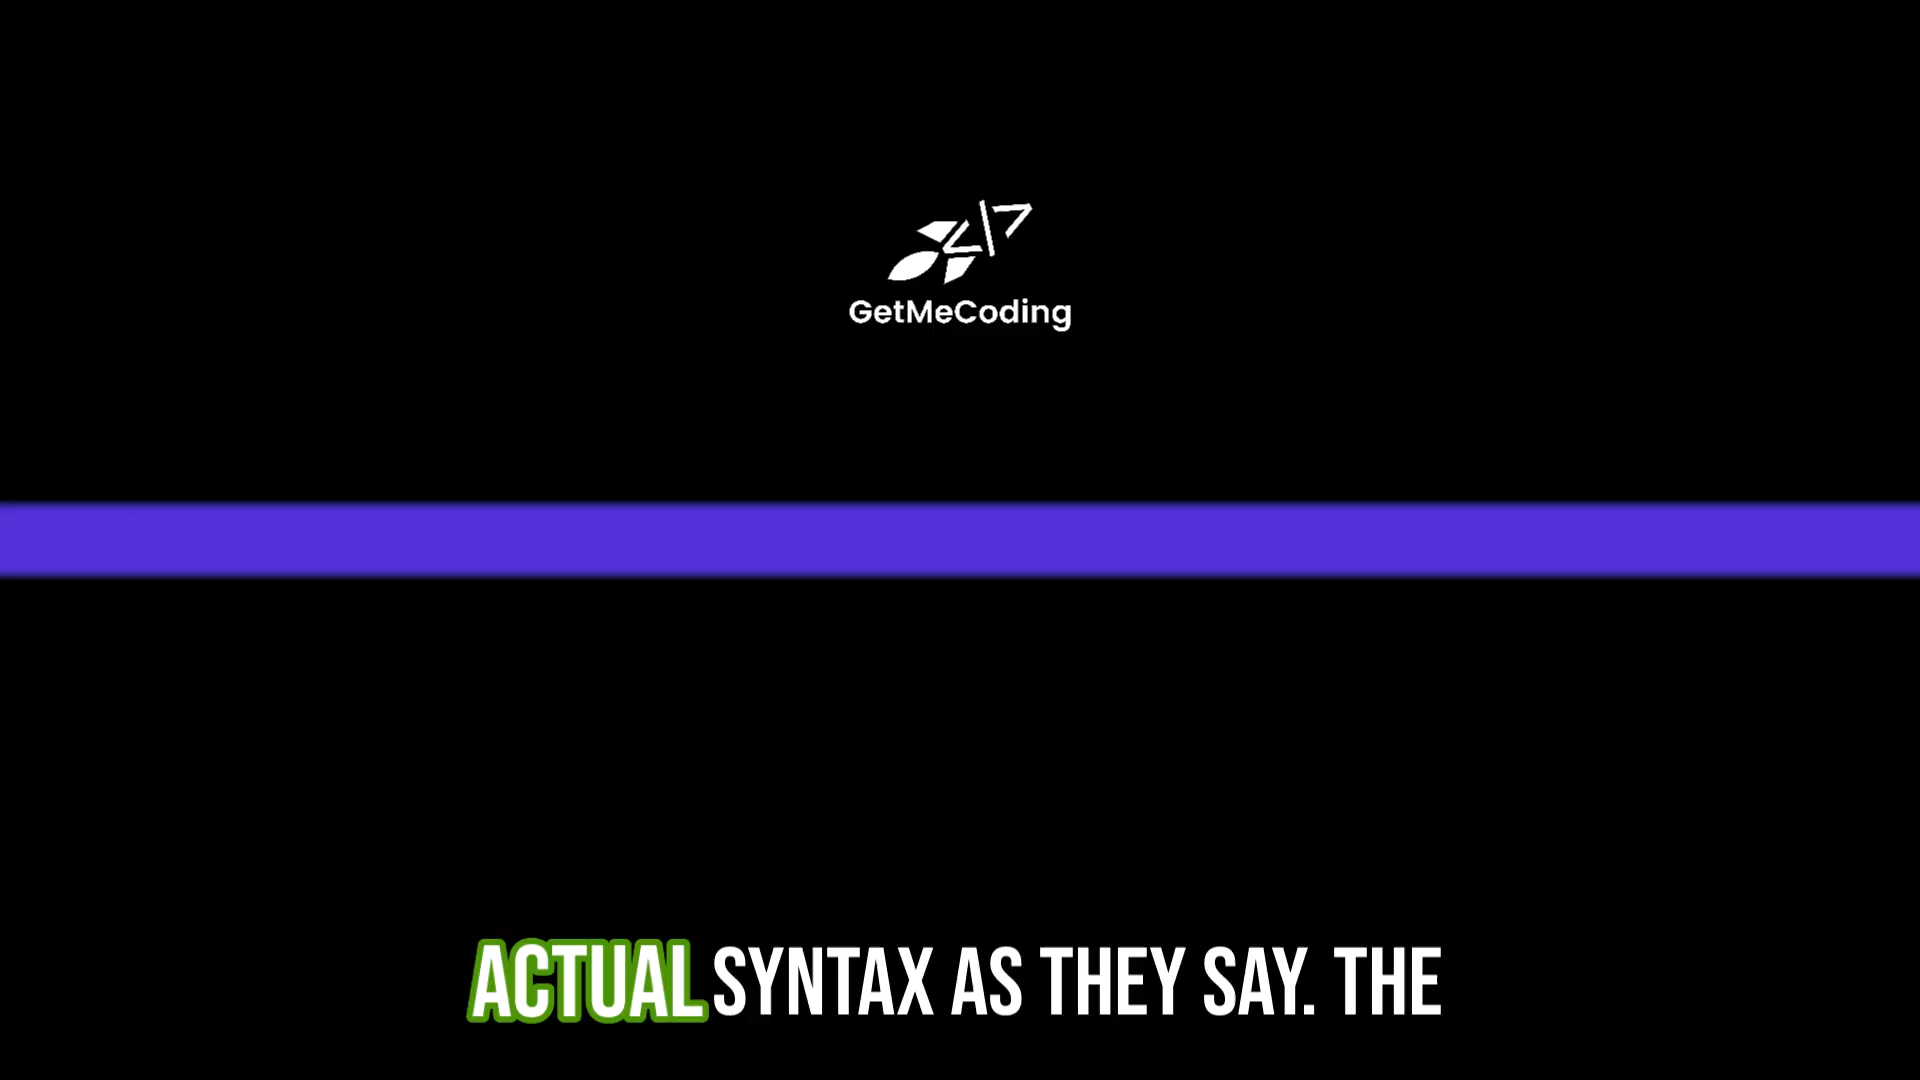 GetMeCoding
ACTUAL SYNTAX AS THEY SAY. THE